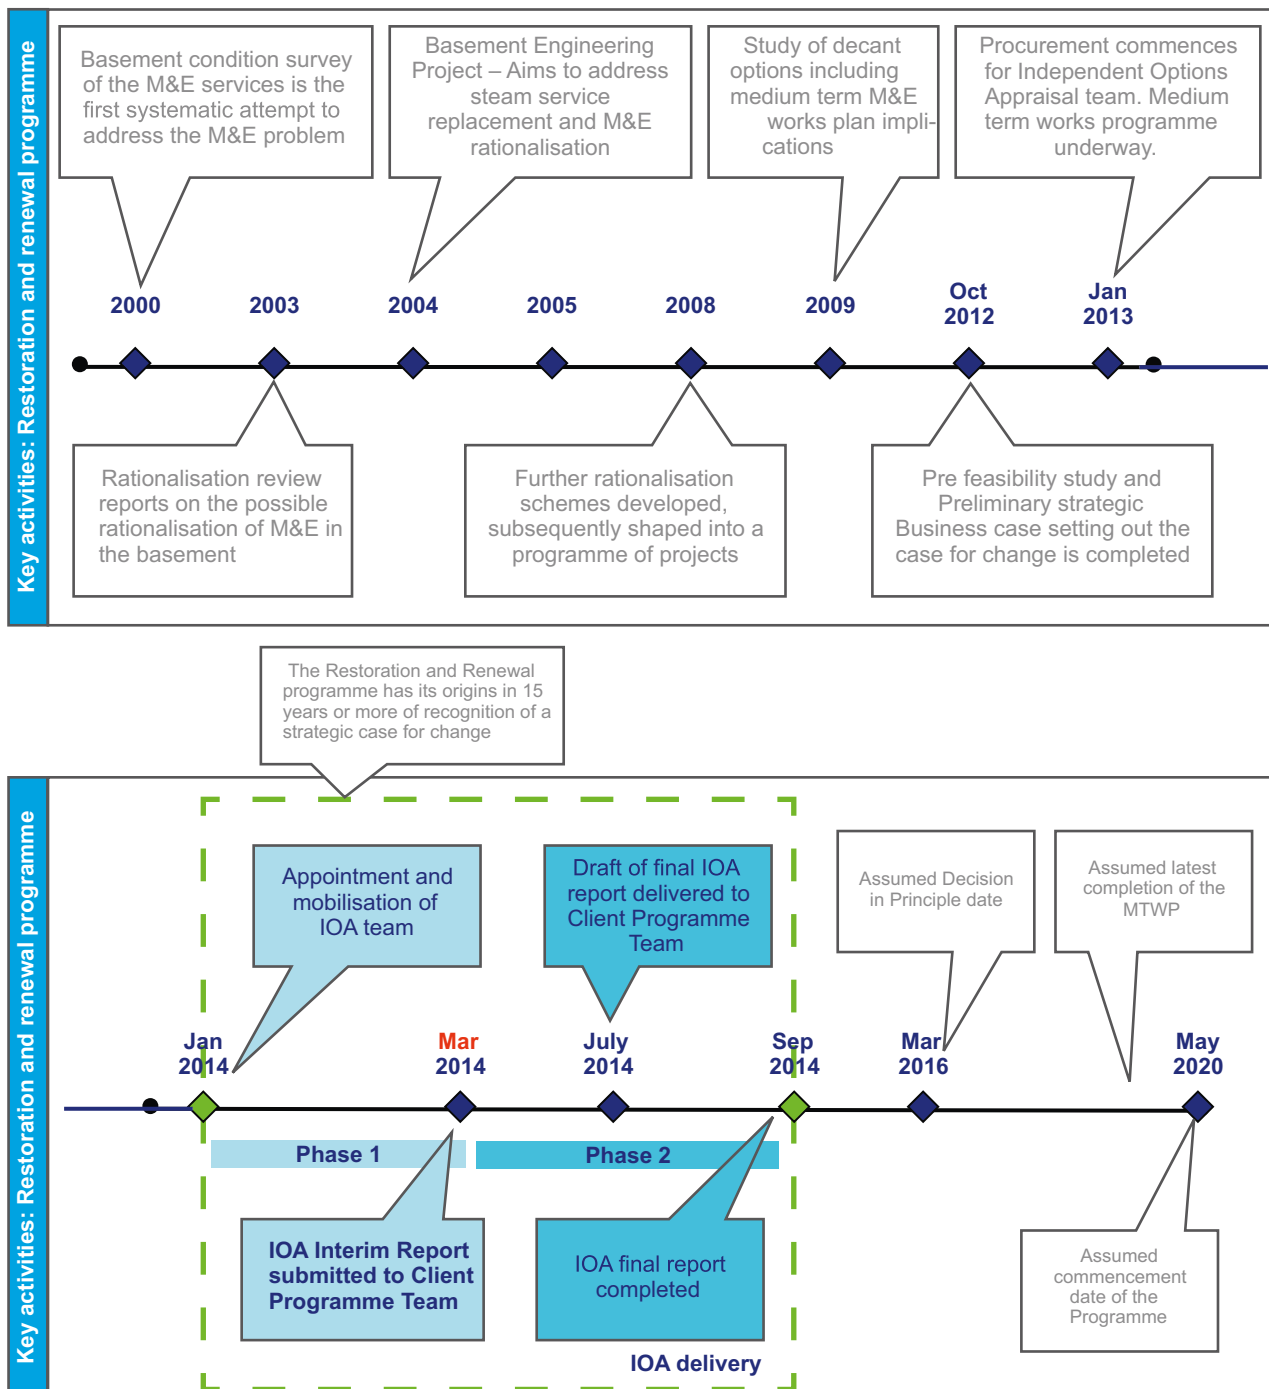 Key activities: Restoration and renewal programme
Basement condition survey
of the M&E services is the
first systematic attempt to
address the M&E problem
Basement Engineering
Project – Aims to address
steam service
replacement and M&E
rationalisation
Study of decant
options including
medium term M&E
works plan impli-
cations
Procurement commences
for Independent Options
Appraisal team. Medium
term works programme
underway.
2000
2003
2004
2005
2008
2009
Oct
2012
Jan
2013
Rationalisation review
reports on the possible
rationalisation of M&E in
the basement
Further rationalisation
schemes developed,
subsequently shaped into a
programme of projects
Pre feasibility study and
Preliminary strategic
Business case setting out the
case for change is completed
The Restoration and Renewal
programme has its origins in 15
years or more of recognition of a
strategic case for change
Key activities: Restoration and renewal programme
Appointment and
mobilisation of
IOA team
Draft of final IOA
report delivered to
Client Programme
Team
Assumed Decision
in Principle date
Assumed latest
completion of the
MTWP
Jan
2014
Mar
2014
July
2014
Sep
2014
Mar
2016
May
2020
Phase 1
Phase 2
IOA Interim Report
submitted to Client
Programme Team
IOA final report
completed
Assumed
commencement
date of the
Programme
IOA delivery